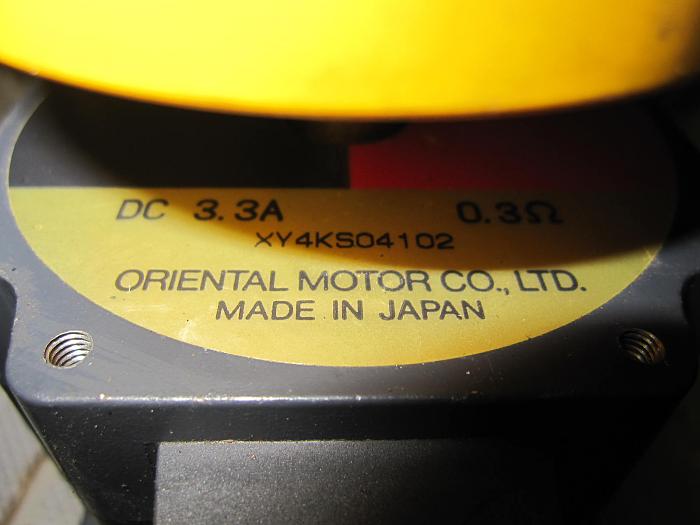 DC 3.3A 0.3Ω
XY4KS04102
ORIENTAL MOTOR CO., LTD.
MADE IN JAPAN